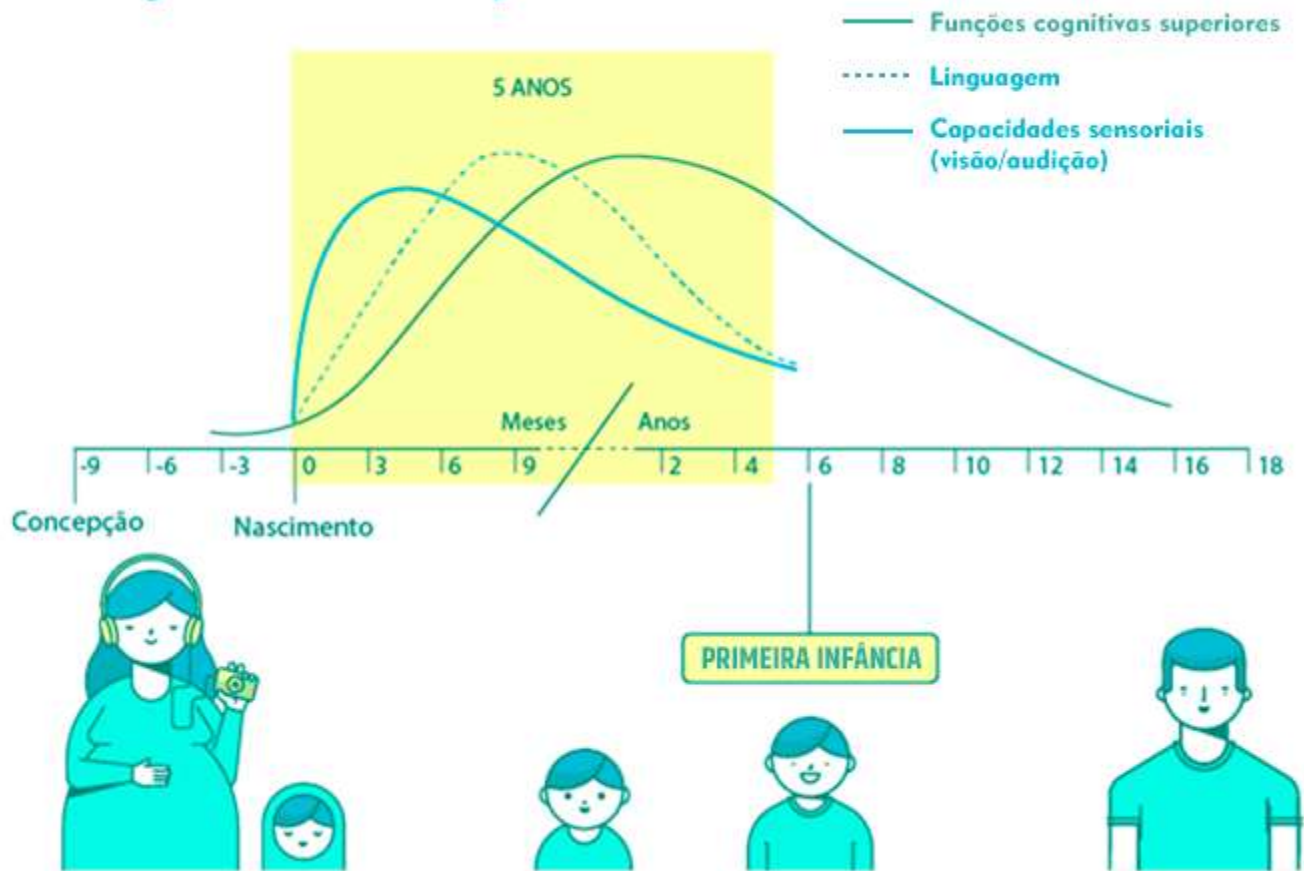 Funções cognitivas superiores
Linguagem
Capacidades sensoriais
(visão/audição)
5 ANOS
Meses Anos
-9 -6 -3 0 3 6 9 2 4 6 8 10 12 14 16 18
Concepção Nascimento
PRIMEIRA INFÂNCIA